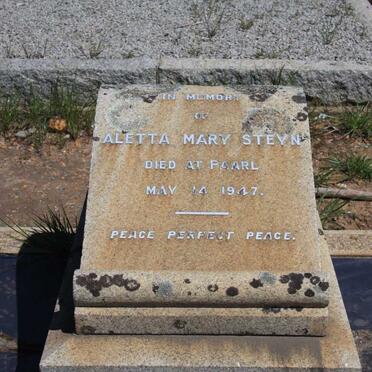 IN MEMORY
OF
ALETTA MARY STEYN
DIED AT PAARL
MAY 14 1947.
PEACE PERFECT PEACE.